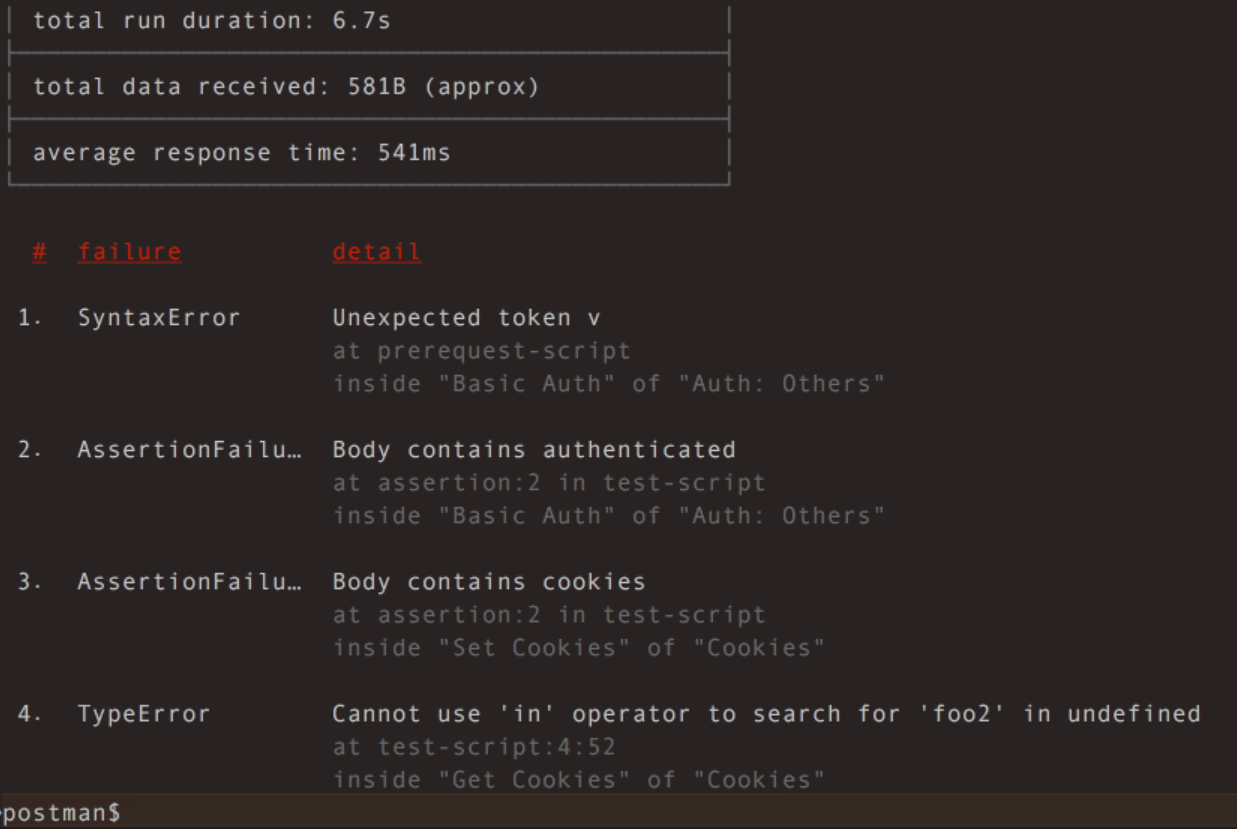 total run duration: 6.7s
total data received: 581B (approx)
average response time: 541ms
# failure detail
1. SyntaxError Unexpected token v
at prerequest-script
inside "Basic Auth" of "Auth: Others"
2. AssertionFailu… Body contains authenticated
at assertion:2 in test-script
inside "Basic Auth" of "Auth: Others"
3. AssertionFailu… Body contains cookies
at assertion:2 in test-script
inside "Set Cookies" of "Cookies"
4. TypeError Cannot use 'in' operator to search for 'foo2' in undefined
at test-script:4:52
inside "Get Cookies" of "Cookies"
postman$